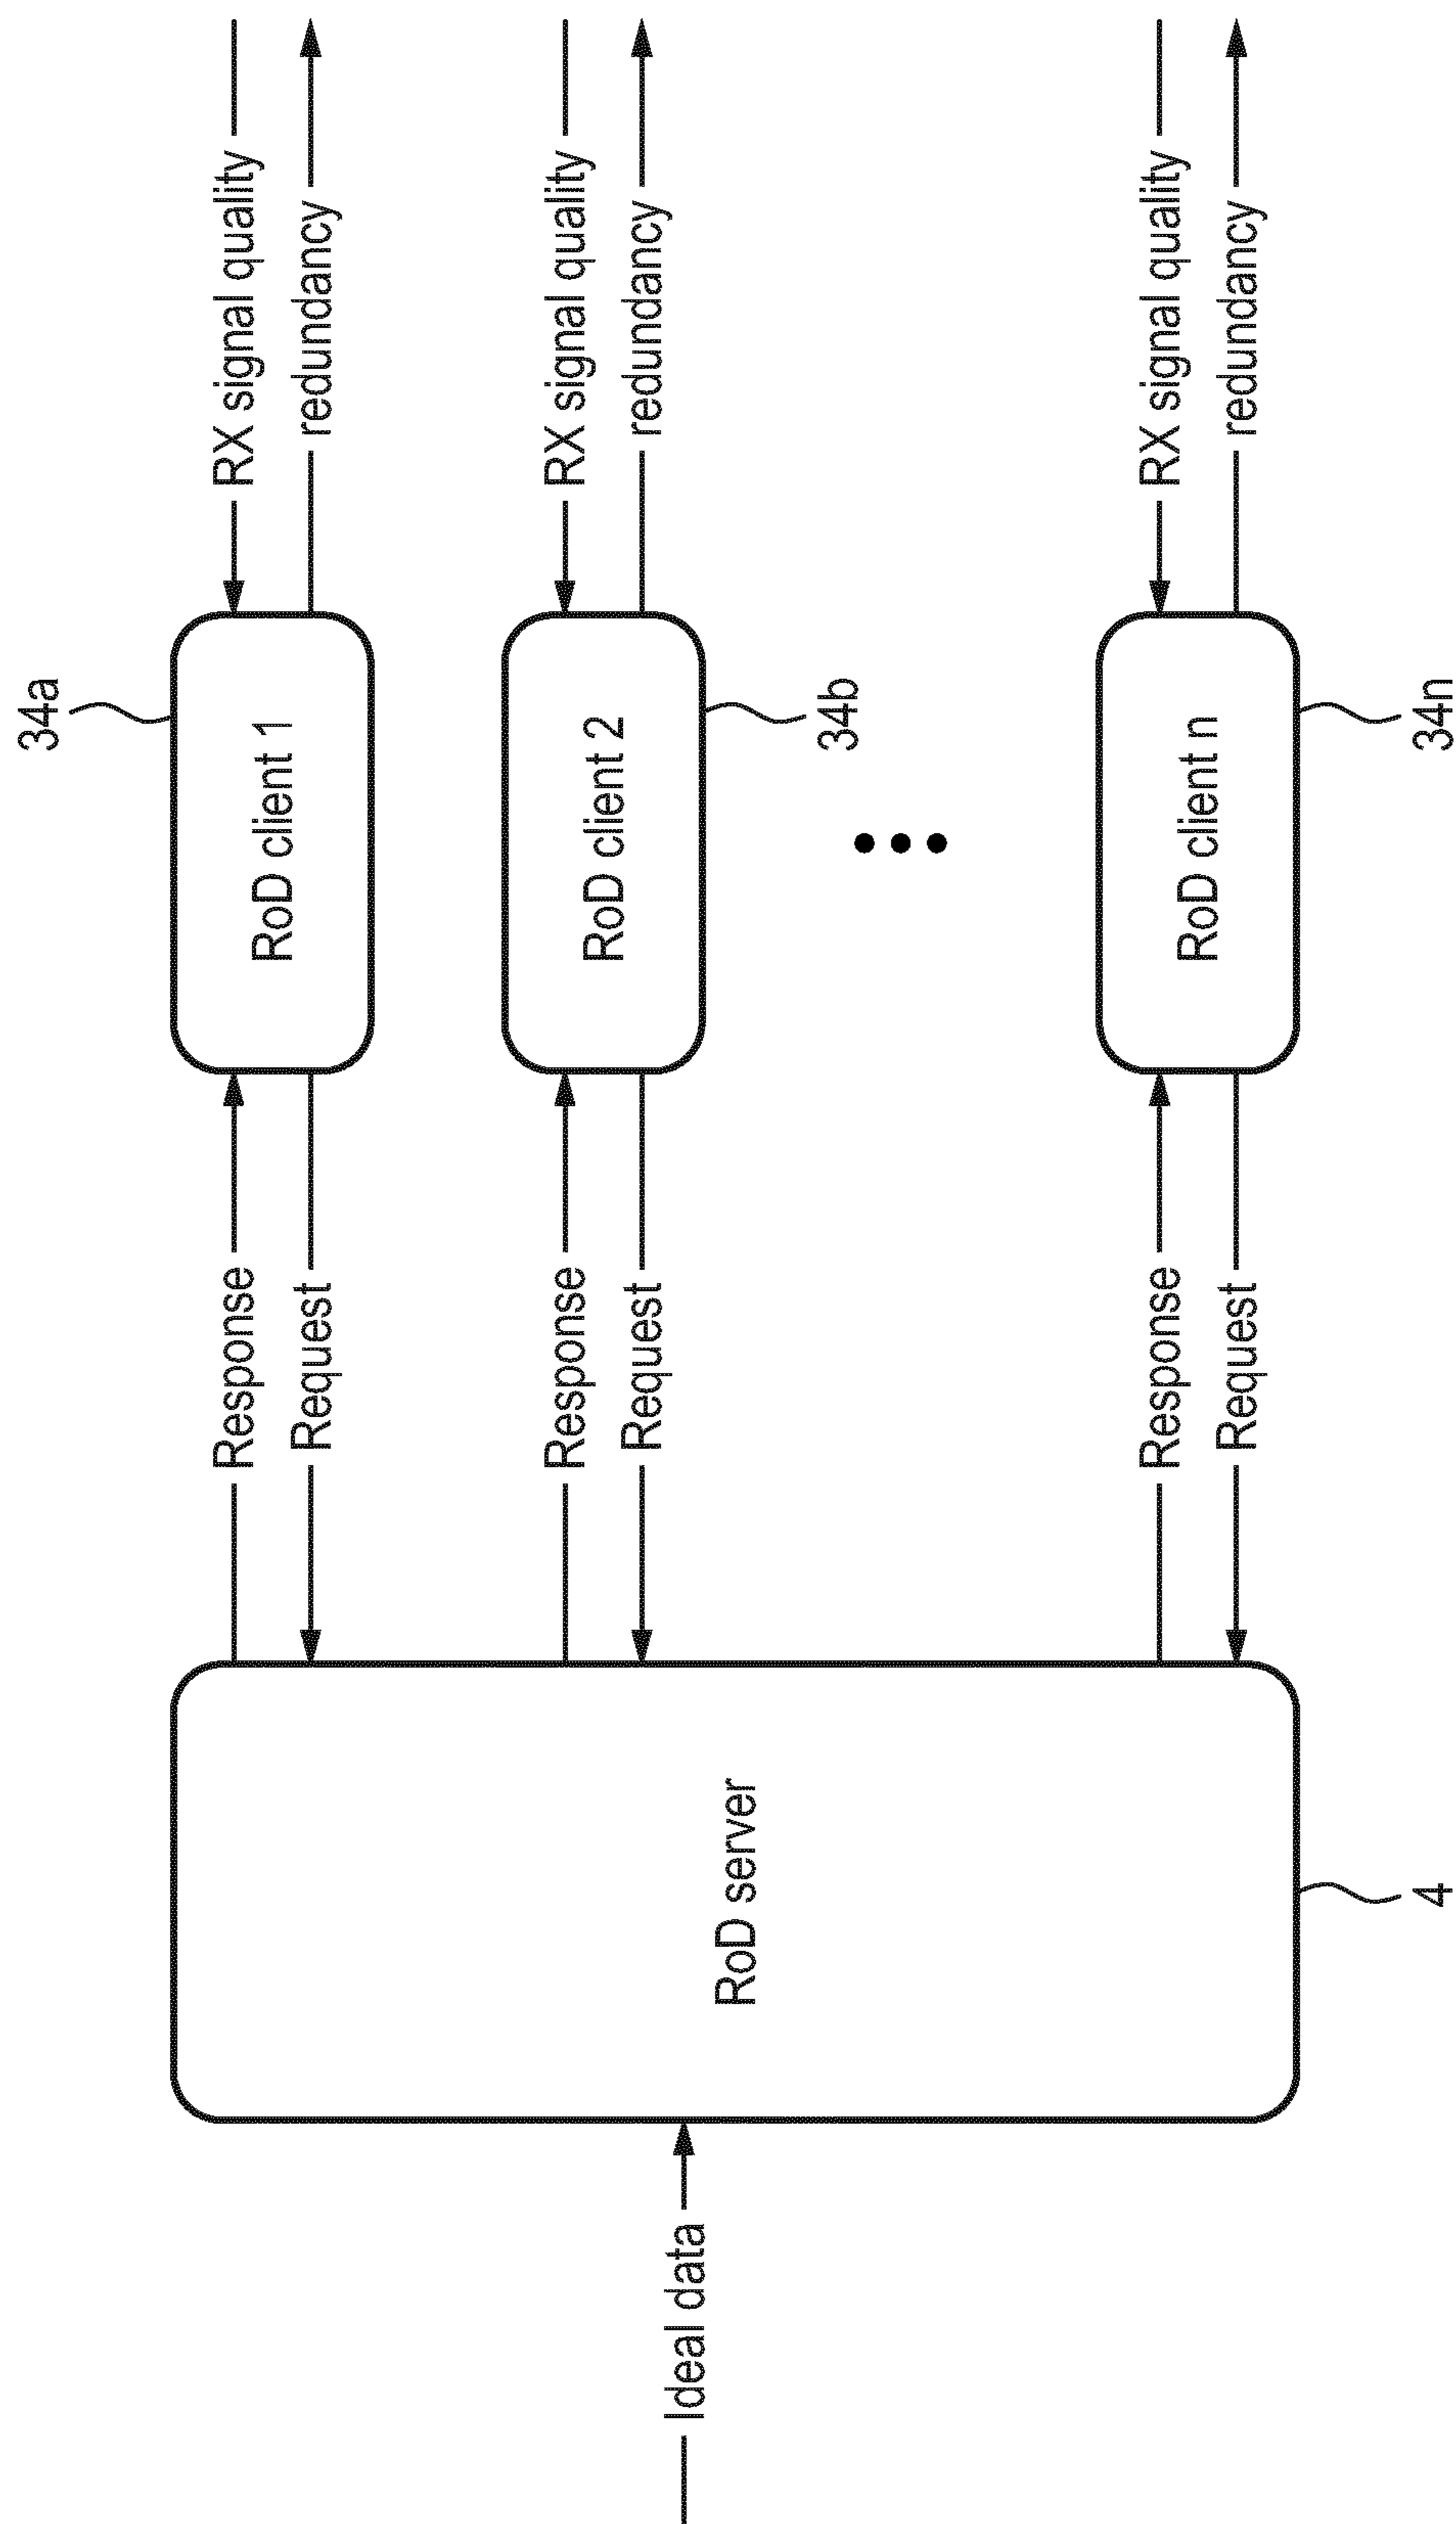 34a
RX signal quality
Response
RoD client 1
redundancy
Request
RX signal quality
Response
RoD client 2
redundancy
Request
34b
Ideal data
RoD server
RX signal quality
Response
RoD client n
redundancy
Request
34n
4